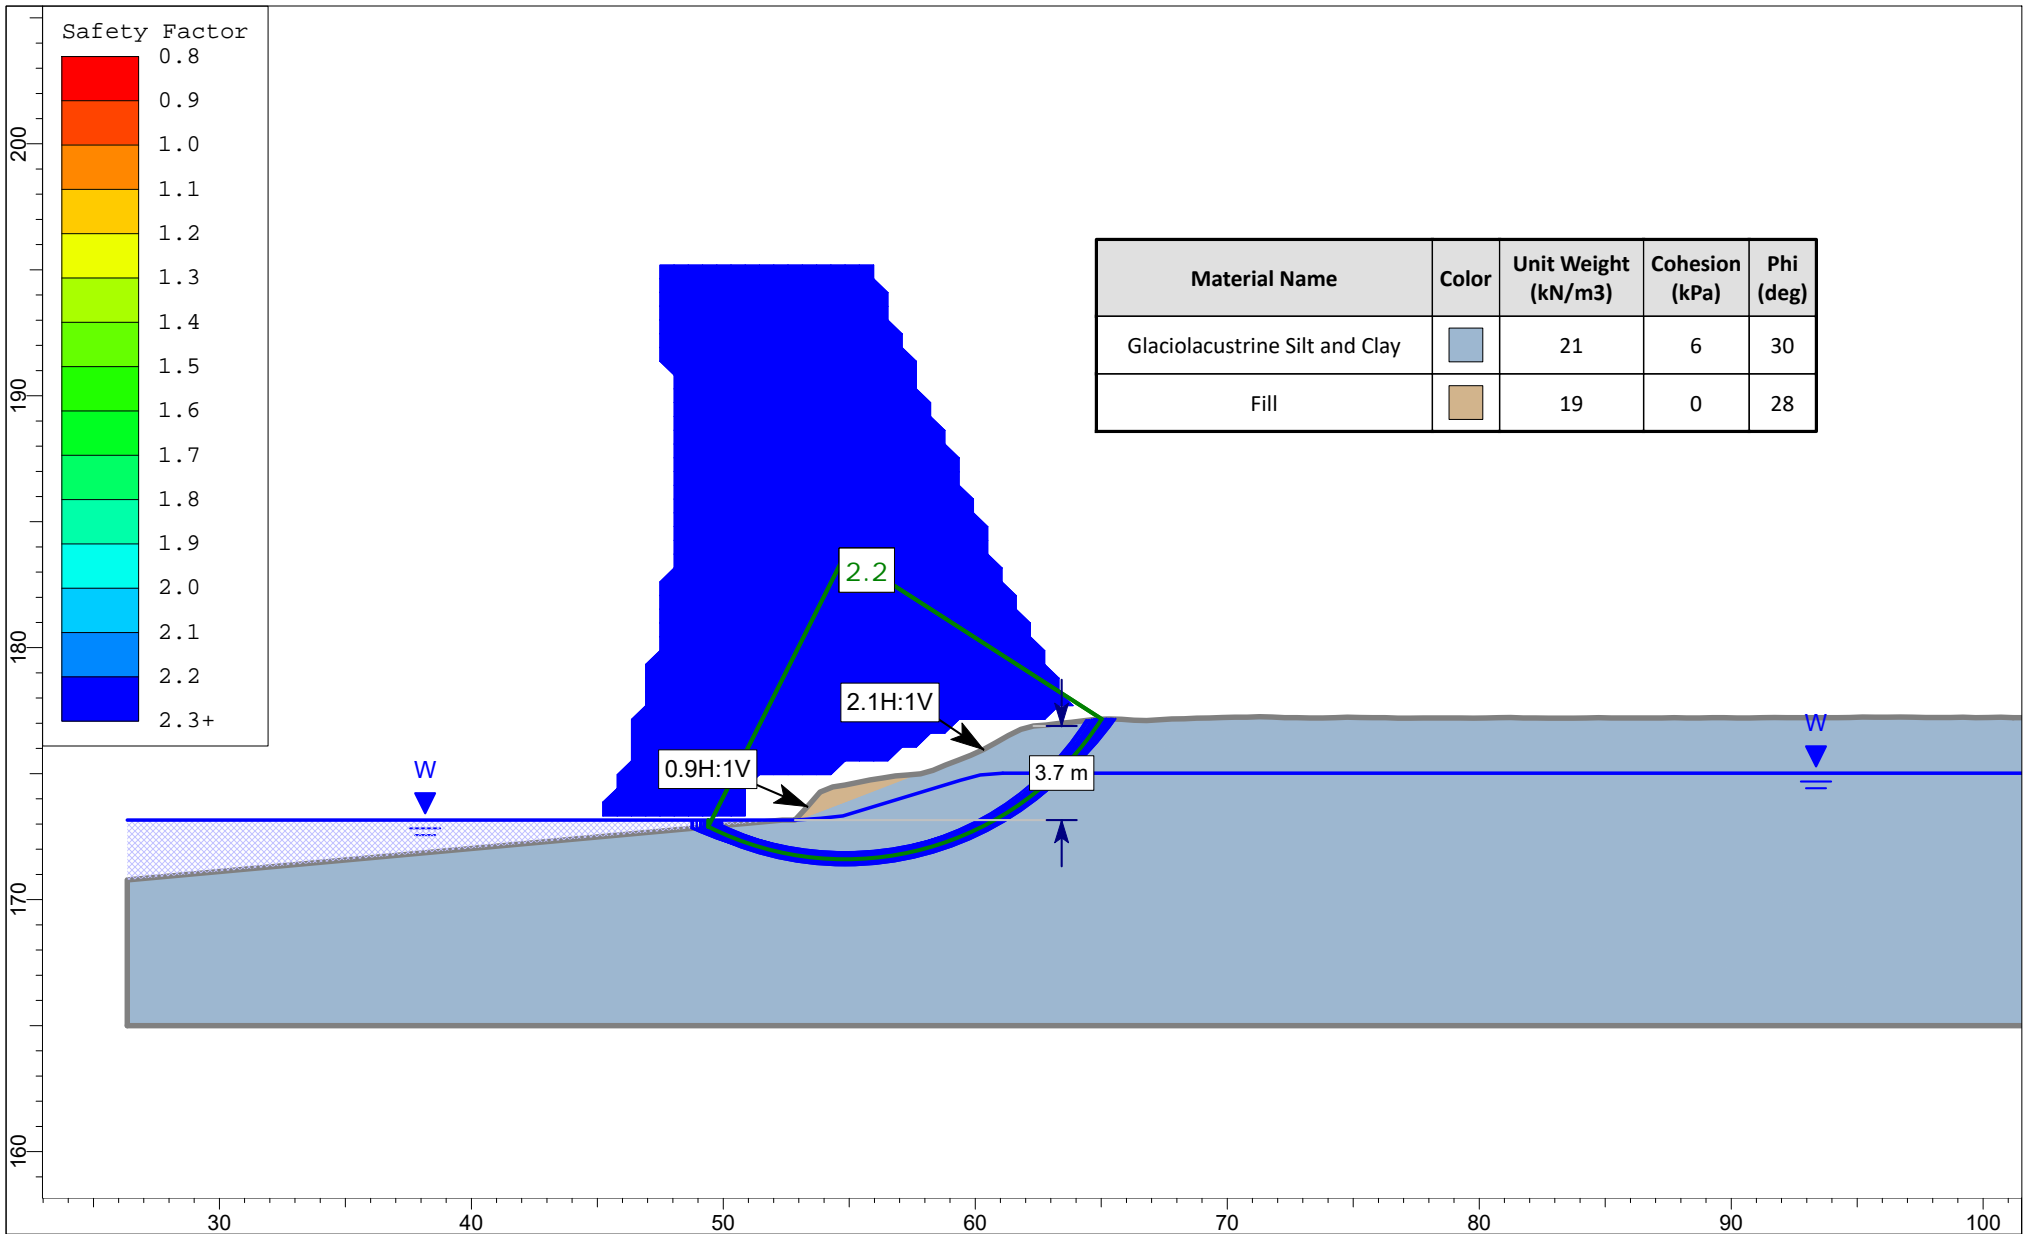 Safety Factor
0.8
0.9
1.0
1.1
1.2
1.3
1.4
1.5
1.6
1.7
1.8
1.9
2.0
2.1
2.2
2.3+
Material Name Color Unit Weight (kN/m3) Cohesion (kPa) Phi (deg)
Glaciolacustrine Silt and Clay 21 6 30
Fill 19 0 28
2.2
2.1H:1V
0.9H:1V
3.7 m
W
W
200
190
180
170
160
30 40 50 60 70 80 90 100